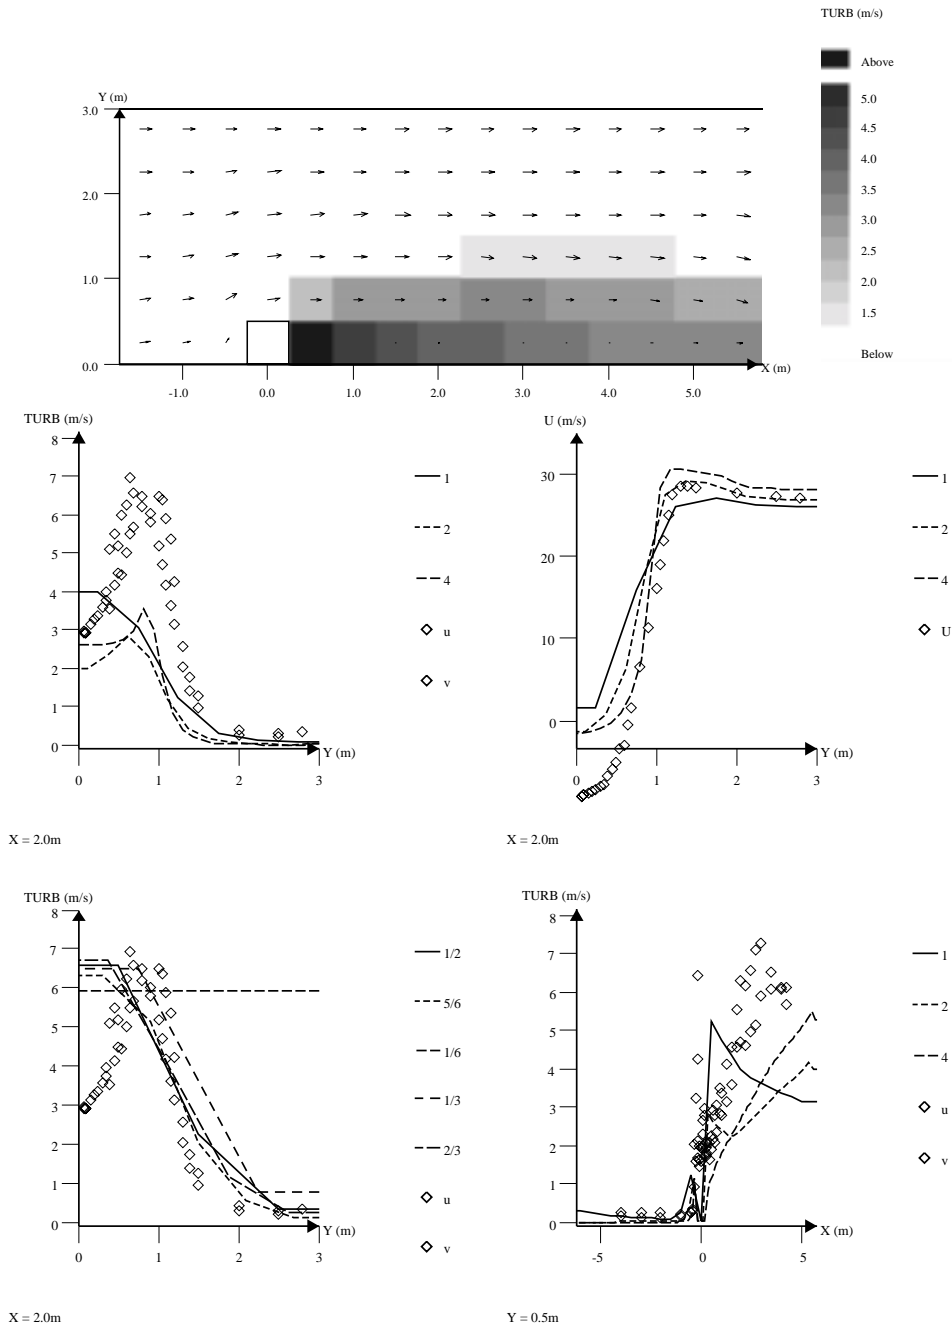 TURB (m/s)
Above
5.0
4.5
4.0
3.5
3.0
2.5
2.0
1.5
Below
Y (m)
3.0
2.0
1.0
0.0
X (m)
-1.0 0.0 1.0 2.0 3.0 4.0 5.0
TURB (m/s)
8
7
6
5
4
3
2
1
0
Y (m)
0 1 2 3
1
2
4
u
v
X = 2.0m
U (m/s)
30
20
10
0
Y (m)
0 1 2 3
1
2
4
U
X = 2.0m
TURB (m/s)
8
7
6
5
4
3
2
1
0
Y (m)
0 1 2 3
1/2
5/6
1/6
1/3
2/3
u
v
X = 2.0m
TURB (m/s)
8
7
6
5
4
3
2
1
0
X (m)
-5 0 5
1
2
4
u
v
Y = 0.5m